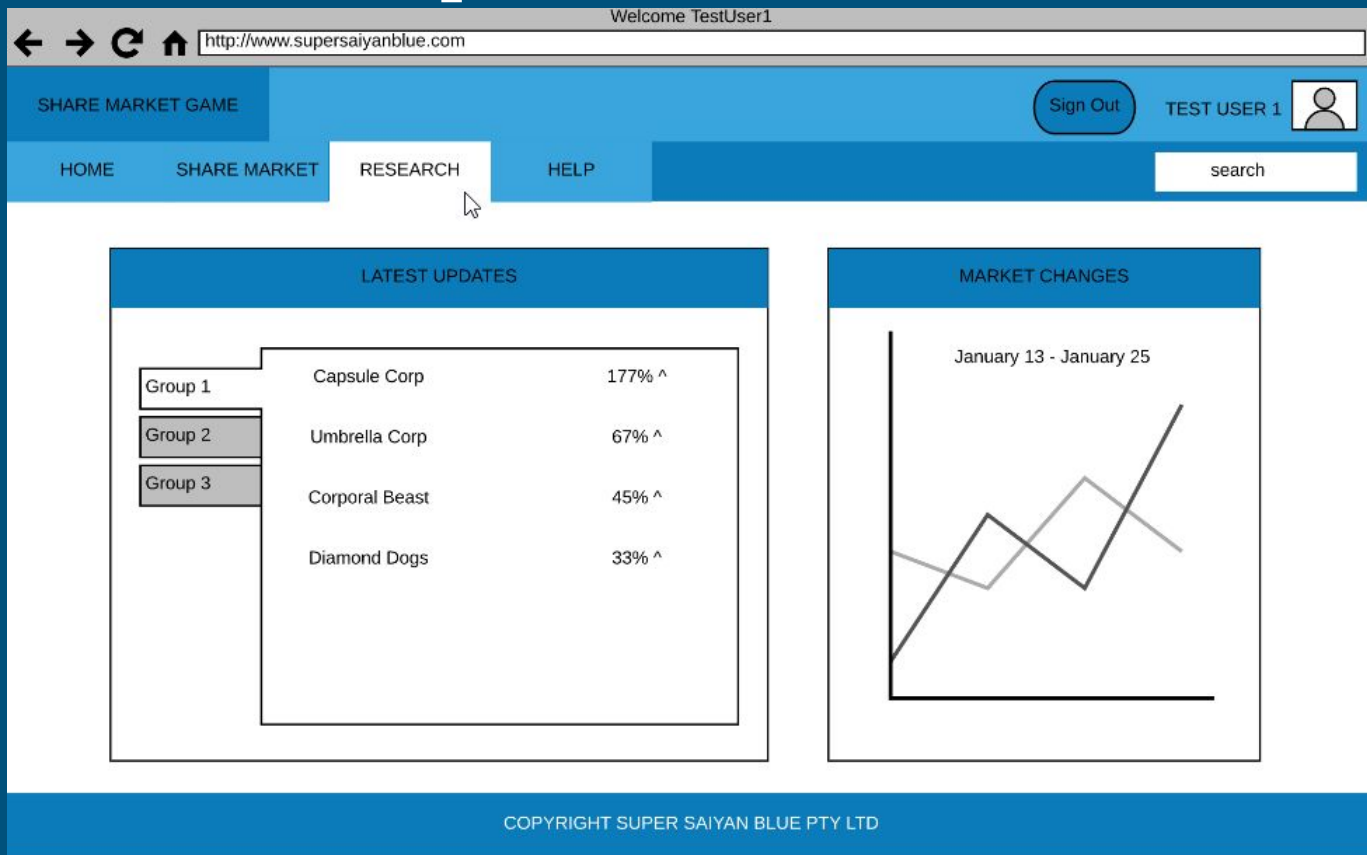 Welcome TestUser1
http://www.supersaiyanblue.com
SHARE MARKET GAME
Sign Out
TEST USER 1
HOME
SHARE MARKET
RESEARCH
HELP
search
LATEST UPDATES
Group 1
Group 2
Group 3
Capsule Corp 177% ^
Umbrella Corp 67% ^
Corporal Beast 45% ^
Diamond Dogs 33% ^
MARKET CHANGES
January 13 - January 25
COPYRIGHT SUPER SAIYAN BLUE PTY LTD